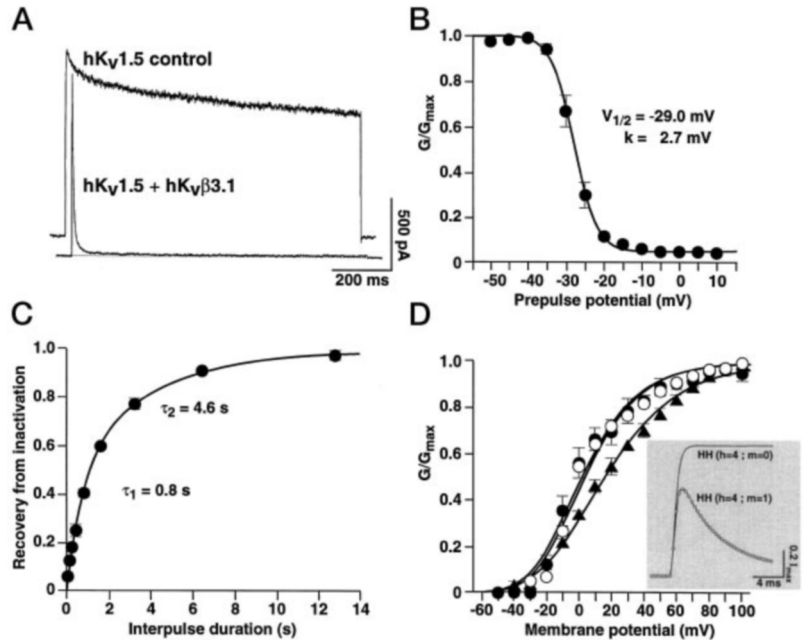 A
hKv1.5 control
hKv1.5 + hKvβ3.1
500 pA
200 ms
B
G/Gmax
1.0
0.8
0.6
0.4
0.2
0
V1/2 = -29.0 mV
k = 2.7 mV
-50 -40 -30 -20 -10 0 10
Prepulse potential (mV)
C
Recovery from inactivation
1.0
0.8
0.6
0.4
0.2
0
τ2 = 4.6 s
τ1 = 0.8 s
0 2 4 6 8 10 12 14
Interpulse duration (s)
D
G/Gmax
1.0
0.8
0.6
0.4
0.2
0
HH (h=4 ; m=0)
HH (h=4 ; m=1)
0.2 Imax
4 ms
-60 -40 -20 0 20 40 60 80 100
Membrane potential (mV)